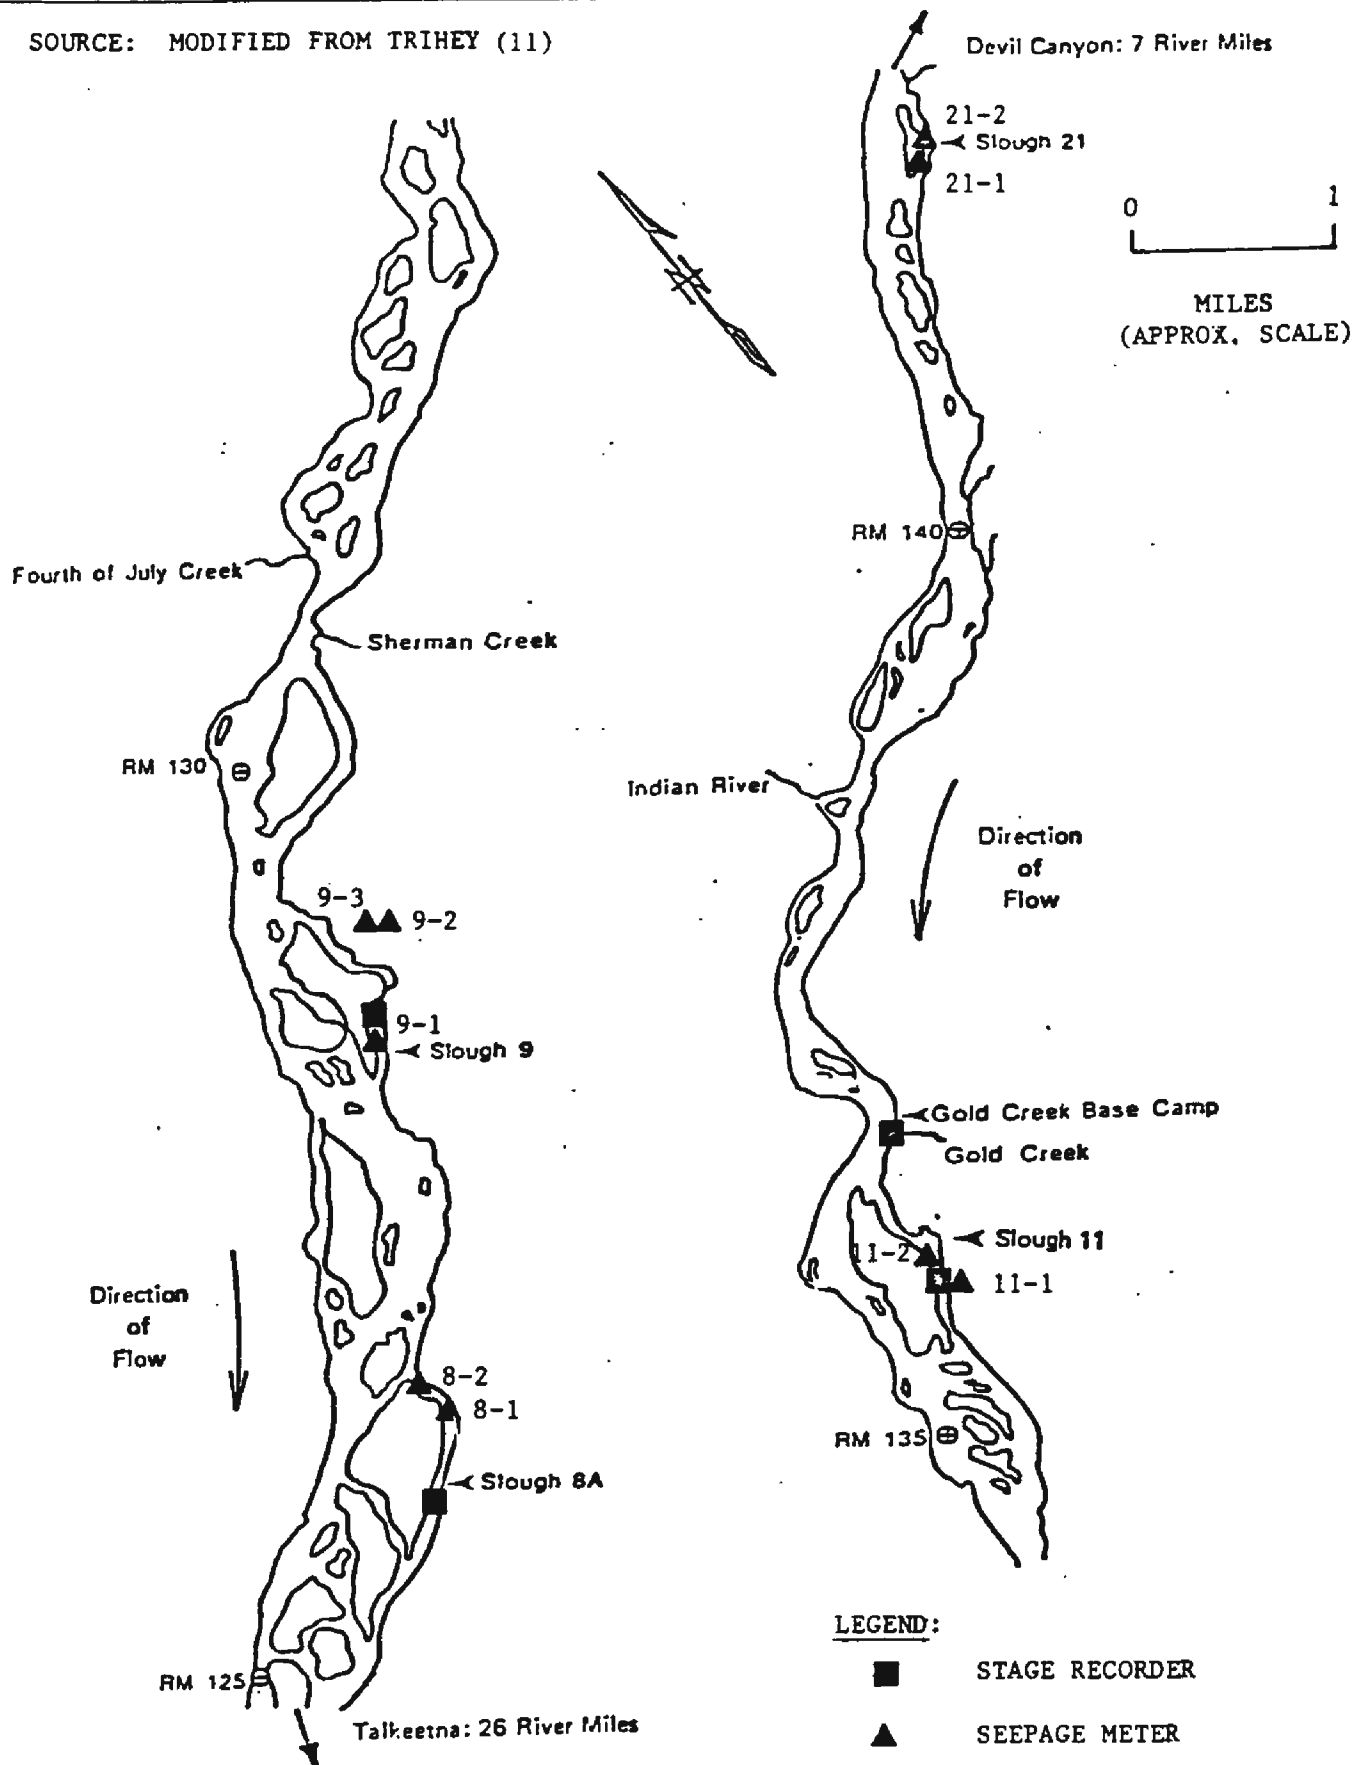 SOURCE: MODIFIED FROM TRIHEY (11)
Devil Canyon: 7 River Miles
21-2
Slough 21
21-1
0 1
MILES
(APPROX. SCALE)
RM 140
Fourth of July Creek
Sherman Creek
RM 130
Indian River
Direction
of
Flow
9-3
9-2
9-1
Slough 9
Gold Creek Base Camp
Gold Creek
Slough 11
11-2
11-1
Direction
of
Flow
8-2
8-1
RM 135
Slough 8A
LEGEND:
STAGE RECORDER
RM 125
Talkeetna: 26 River Miles
SEEPAGE METER